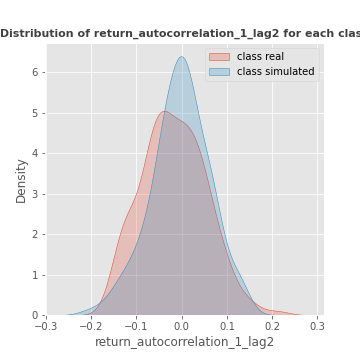 Distribution of return_autocorrelation_1_lag2 for each clas
class real
class simulated
Density
6
5
4
3
2
1
0
−0.3 −0.2 −0.1 0.0 0.1 0.2 0.3
return_autocorrelation_1_lag2